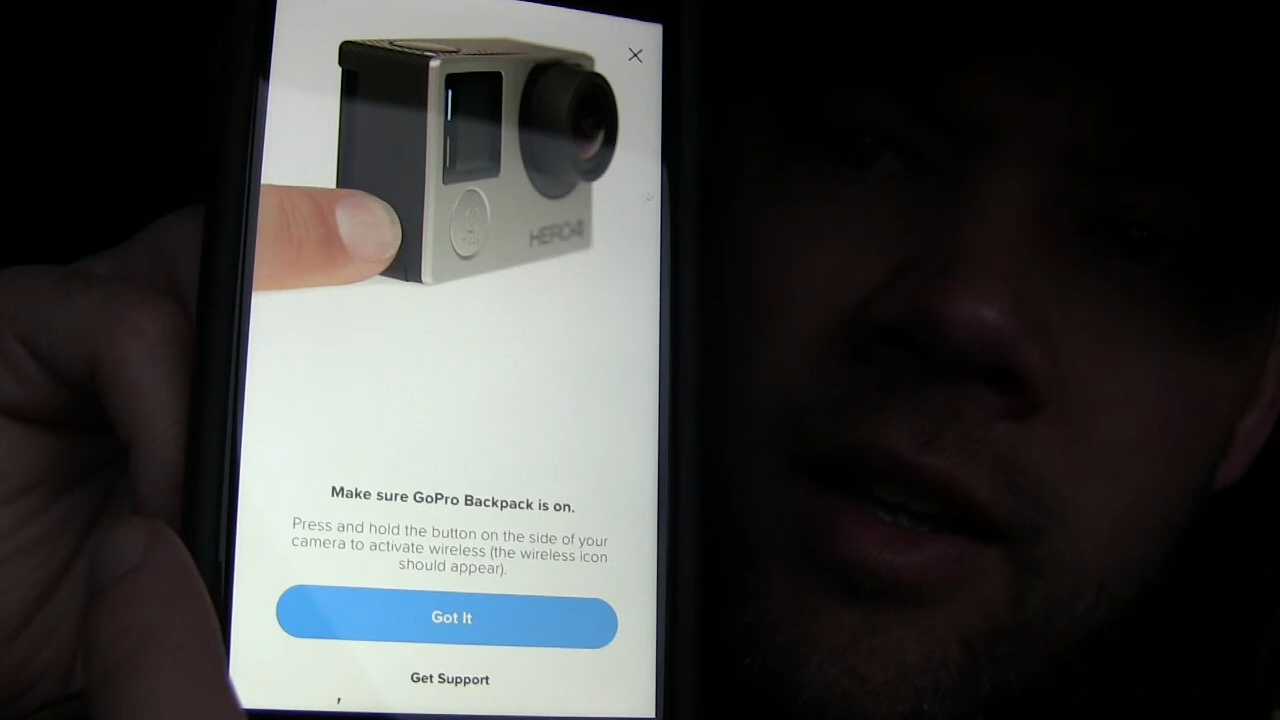 HERO4
Make sure GoPro Backpack is on.
Press and hold the button on the side of your
camera to activate wireless (the wireless icon
should appear).
Got It
Get Support